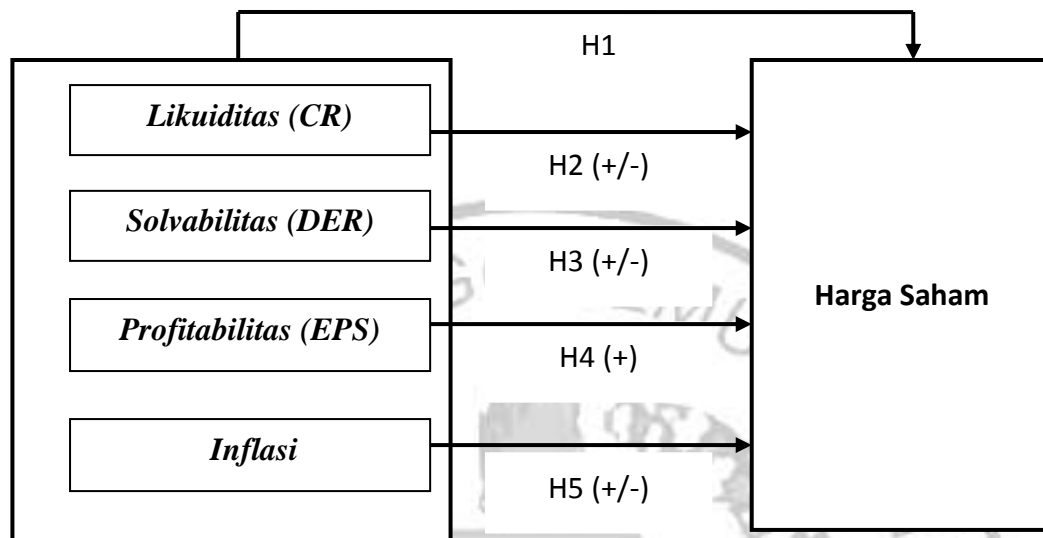 H1
Likuiditas (CR)
H2 (+/-)
Solvabilitas (DER)
H3 (+/-)
Harga Saham
Profitabilitas (EPS)
H4 (+)
Inflasi
H5 (+/-)